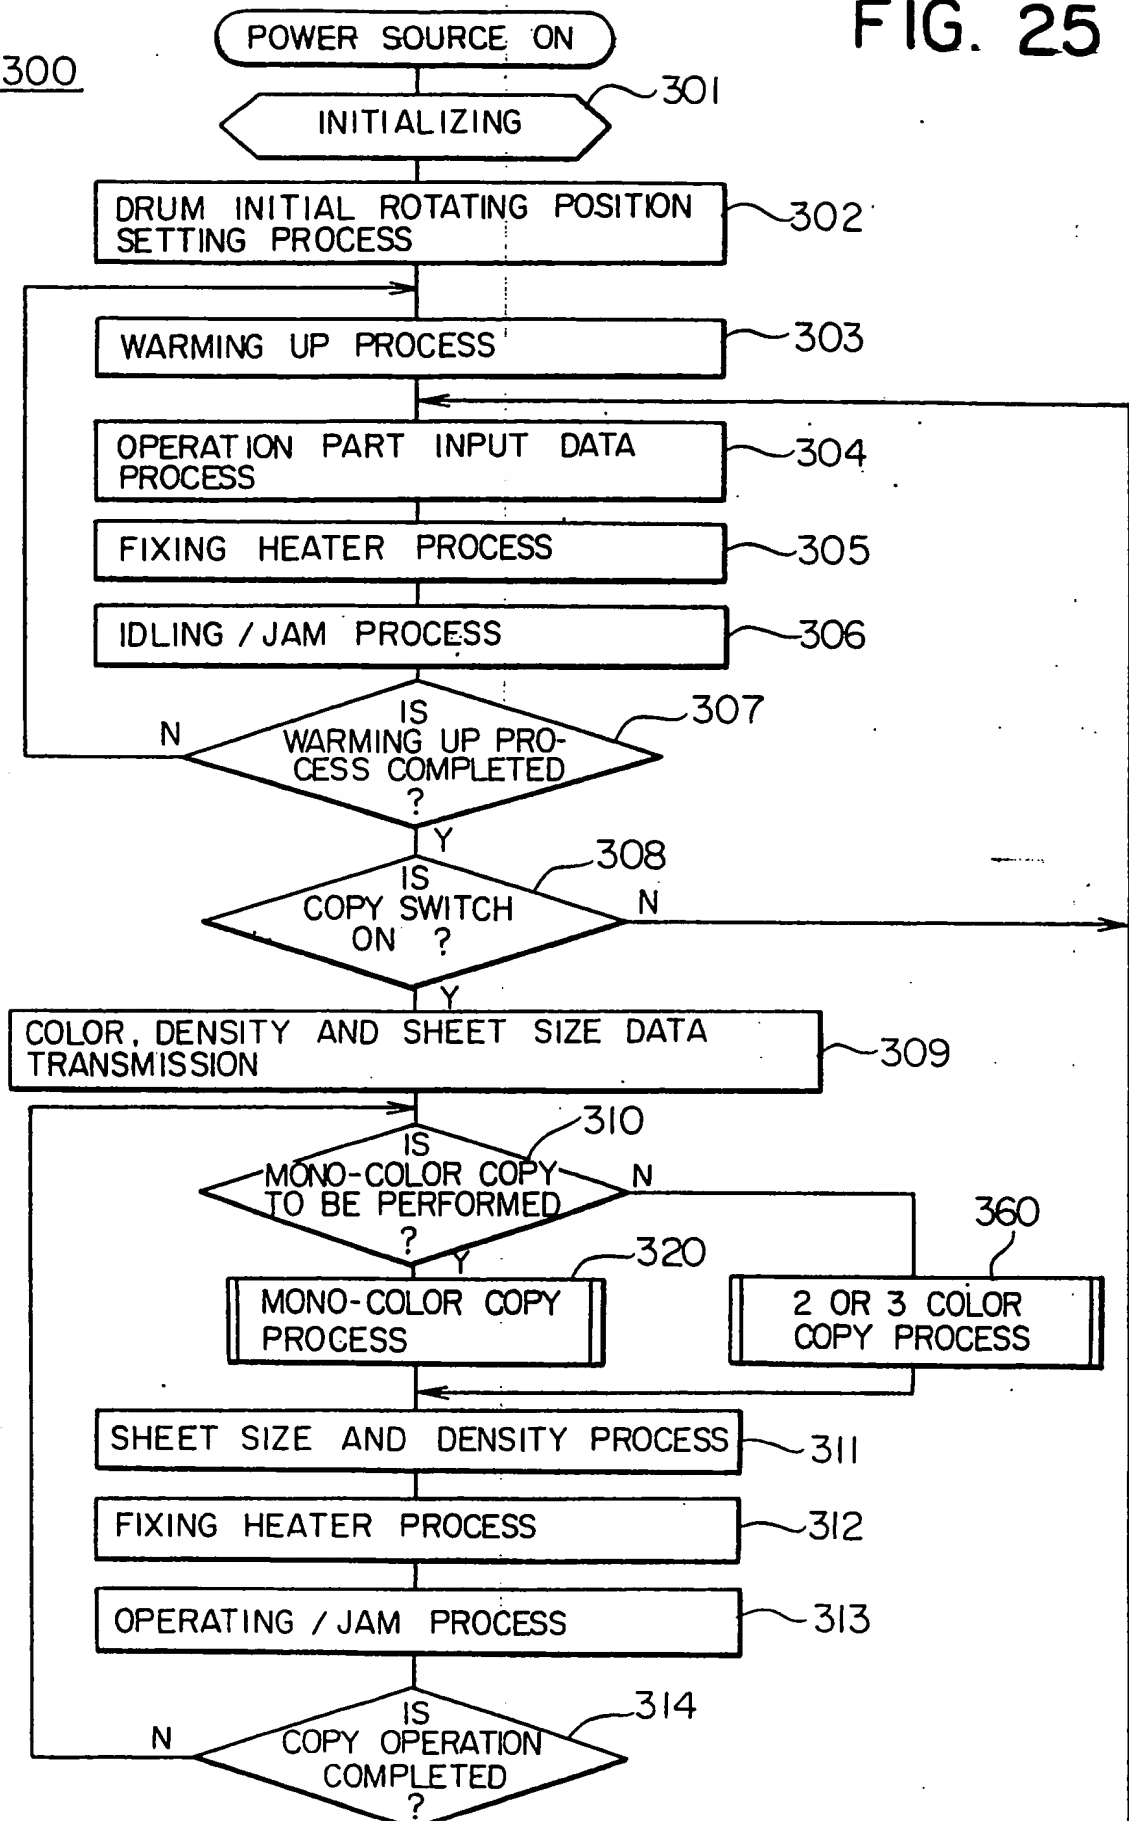 FIG. 25
300
POWER SOURCE ON
INITIALIZING
301
DRUM INITIAL ROTATING POSITION
SETTING PROCESS
302
WARMING UP PROCESS
303
OPERATION PART INPUT DATA
PROCESS
304
FIXING HEATER PROCESS
305
IDLING / JAM PROCESS
306
IS
WARMING UP PRO-
CESS COMPLETED
?
307
N
Y
IS
COPY SWITCH
ON ?
308
N
Y
COLOR, DENSITY AND SHEET SIZE DATA
TRANSMISSION
309
IS
MONO-COLOR COPY
TO BE PERFORMED
?
310
N
Y
MONO-COLOR COPY
PROCESS
320
2 OR 3 COLOR
COPY PROCESS
360
SHEET SIZE AND DENSITY PROCESS
311
FIXING HEATER PROCESS
312
OPERATING / JAM PROCESS
313
IS
COPY OPERATION
COMPLETED
?
314
N